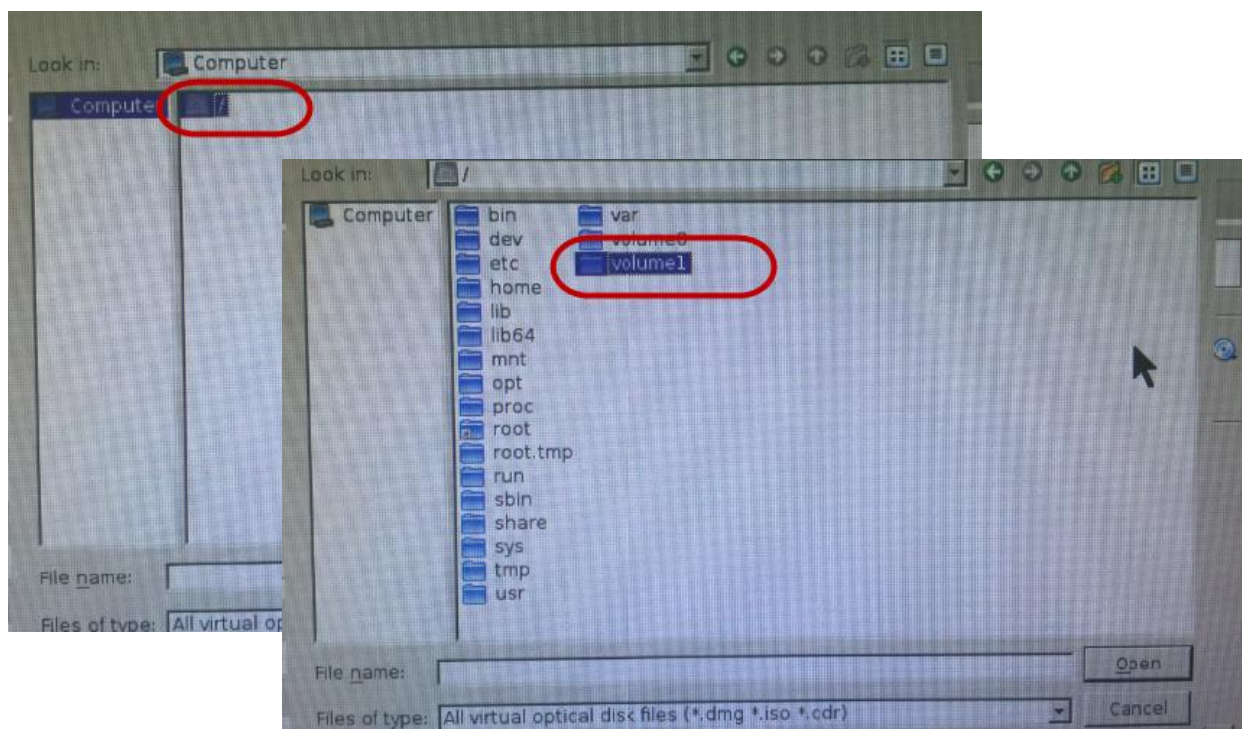 Look in: Computer
Computer /
File name:
Files of type: All virtual op
Look in: /
Computer
bin
dev
etc
home
lib
lib64
mnt
opt
proc
root
root.tmp
run
sbin
share
sys
tmp
usr
var
volume0
volume1
File name:
Open
Files of type: All virtual optical disk files (*.dmg *.iso *.cdr)
Cancel